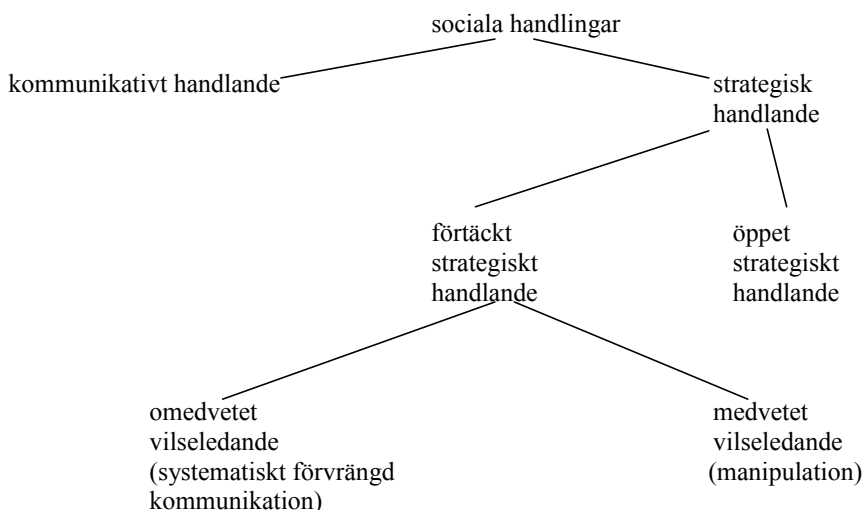 sociala handlingar
kommunikativt handlande
strategisk
handlande
förtäckt
strategiskt
handlande
öppet
strategiskt
handlande
omedvetet
vilseledande
(systematiskt förvrängd
kommunikation)
medvetet
vilseledande
(manipulation)